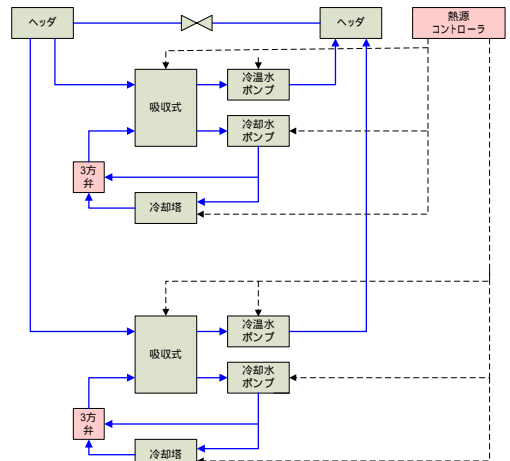 ヘッダ
ヘッダ
熱源
コントローラ
吸収式
冷温水
ポンプ
冷却水
ポンプ
3方
弁
冷却塔
吸収式
冷温水
ポンプ
冷却水
ポンプ
3方
弁
冷却塔